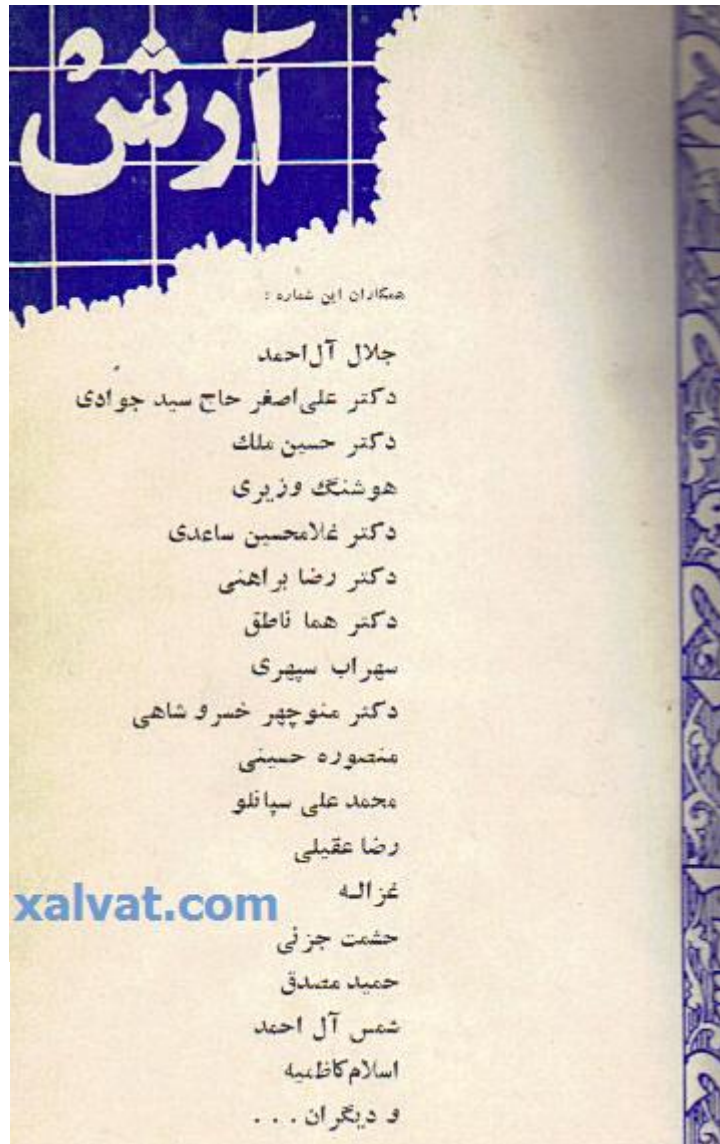 آرش
همکاران این شماره :
جلال آل‌احمد
دکتر علی‌اصغر حاج سید جوادی
دکتر حسین ملك
هوشنگ وزیری
دکتر غلامحسین ساعدی
دکتر رضا براهنی
دکتر هما ناطق
سهراب سپهری
دکتر منوچهر خسرو شاهی
منصوره حسینی
محمد علی سپانلو
رضا عقیلی
غزاله
xalvat.com
حشمت جزنی
حمید مصدق
شمس آل احمد
اسلام کاظمیه
و دیگران . . .